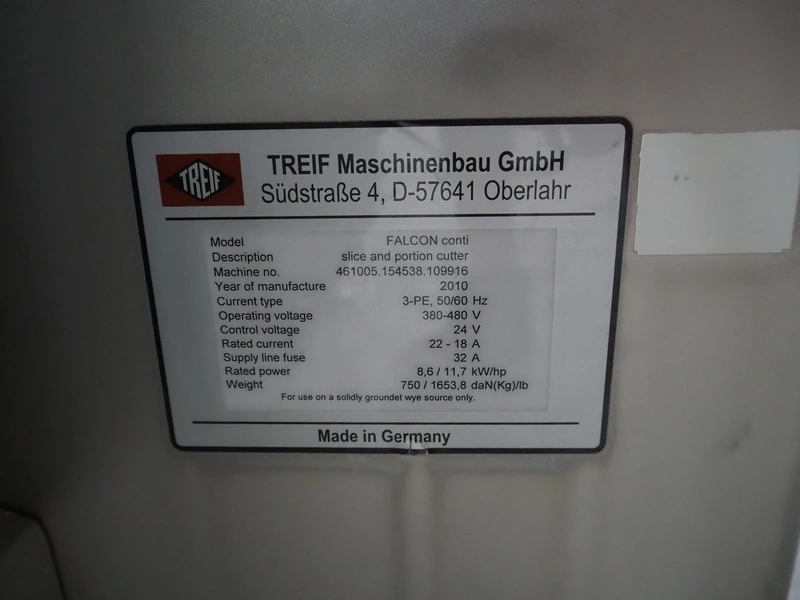 TREIF
TREIF Maschinenbau GmbH
Südstraße 4, D-57641 Oberlahr
Model FALCON conti
Description slice and portion cutter
Machine no. 461005.154538.109916
Year of manufacture 2010
Current type 3-PE, 50/60 Hz
Operating voltage 380-480 V
Control voltage 24 V
Rated current 22 - 18 A
Supply line fuse 32 A
Rated power 8,6 / 11,7 kW/hp
Weight 750 / 1653,8 daN(Kg)/lb
For use on a solidly groundet wye source only.
Made in Germany